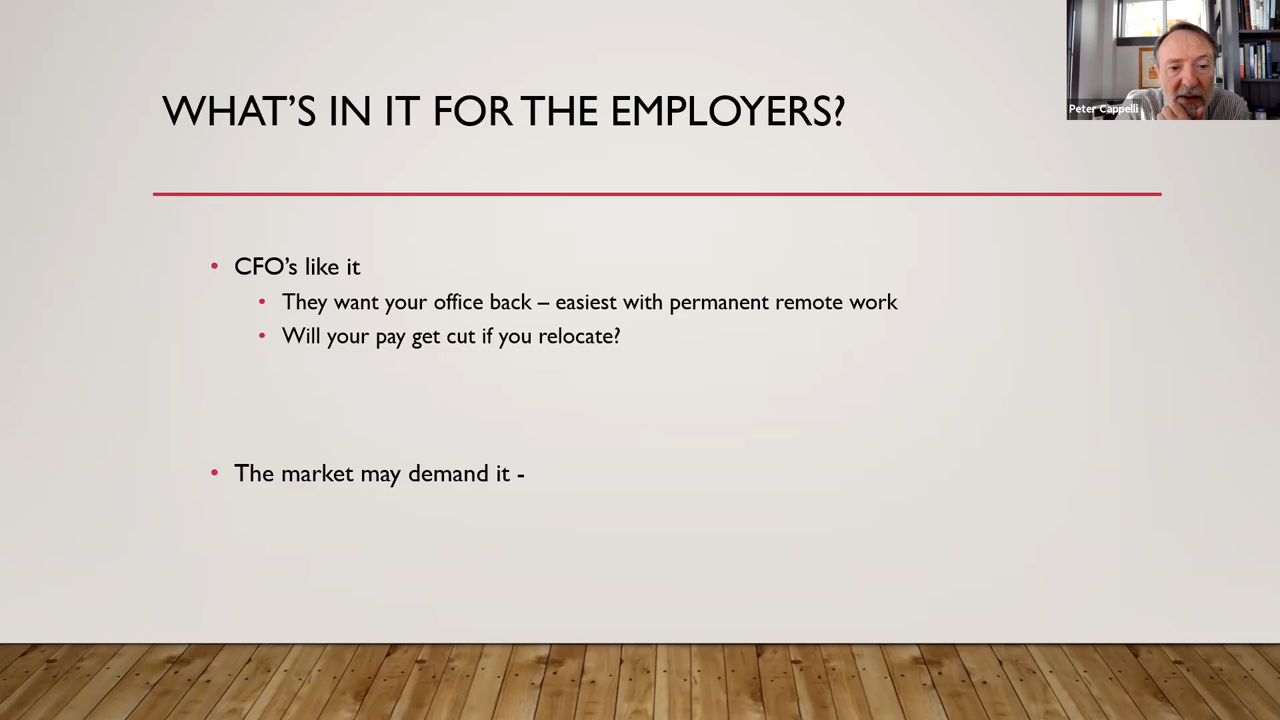 WHAT’S IN IT FOR THE EMPLOYERS?
Peter Cappelli
• CFO’s like it
• They want your office back – easiest with permanent remote work
• Will your pay get cut if you relocate?
• The market may demand it -